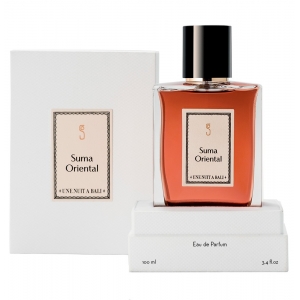 S
Suma
Oriental
« UNE NUIT A BALI »
S
Suma
Oriental
« UNE NUIT A BALI »
Eau de Parfum
100 ml
3.4 fl.oz